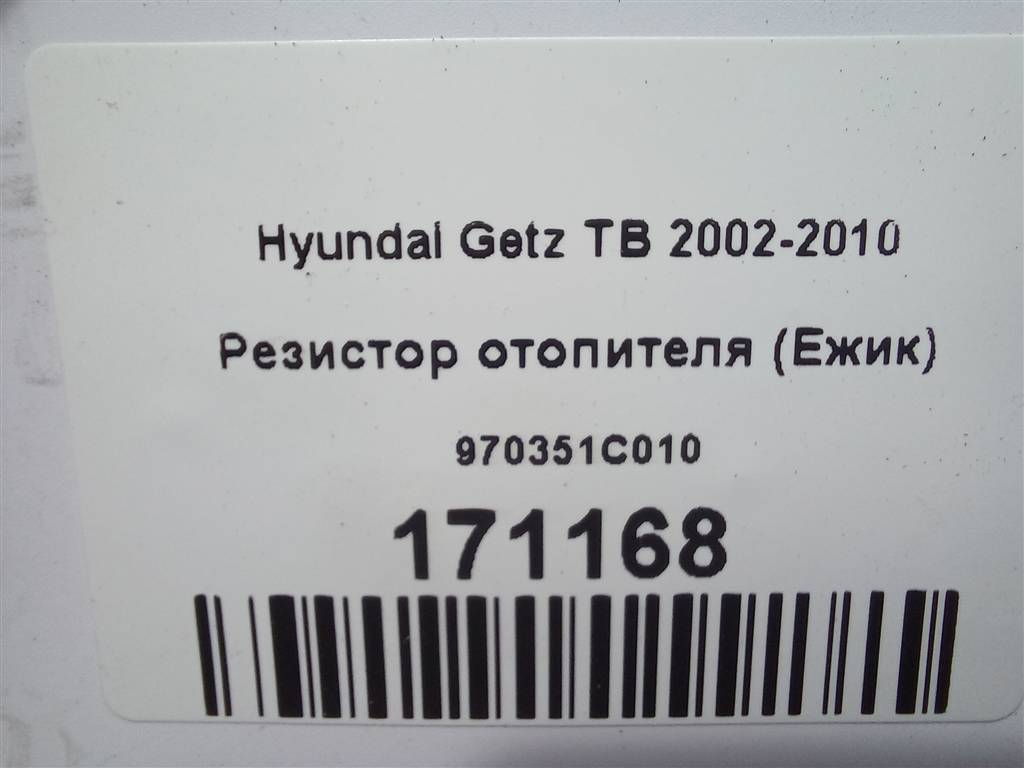 Hyundai Getz TB 2002-2010
Резистор отопителя (Ежик)
970351C010
171168